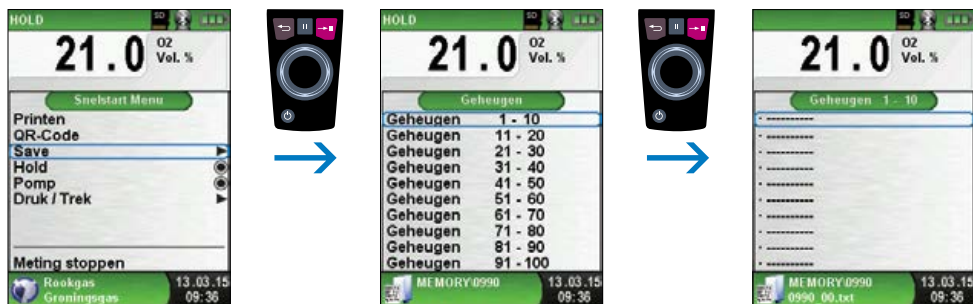 HOLD
SD
21.0 O2 Vol. %
Snelstart Menu
Printen
QR-Code
Save
Hold
Pomp
Druk / Trek
Meting stoppen
Rookgas 13.03.15
Groningsgas 09:36
HOLD
SD
21.0 O2 Vol. %
Geheugen
Geheugen 1 - 10
Geheugen 11 - 20
Geheugen 21 - 30
Geheugen 31 - 40
Geheugen 41 - 50
Geheugen 51 - 60
Geheugen 61 - 70
Geheugen 71 - 80
Geheugen 81 - 90
Geheugen 91 - 100
MEMORY\0990 13.03.15
09:36
SD
21.0 O2 Vol. %
Geheugen 1 - 10
· ----------
· ----------
· ----------
· ----------
· ----------
· ----------
· ----------
· ----------
· ----------
· ----------
MEMORY\0990 13.03.15
0990_00.txt 09:36